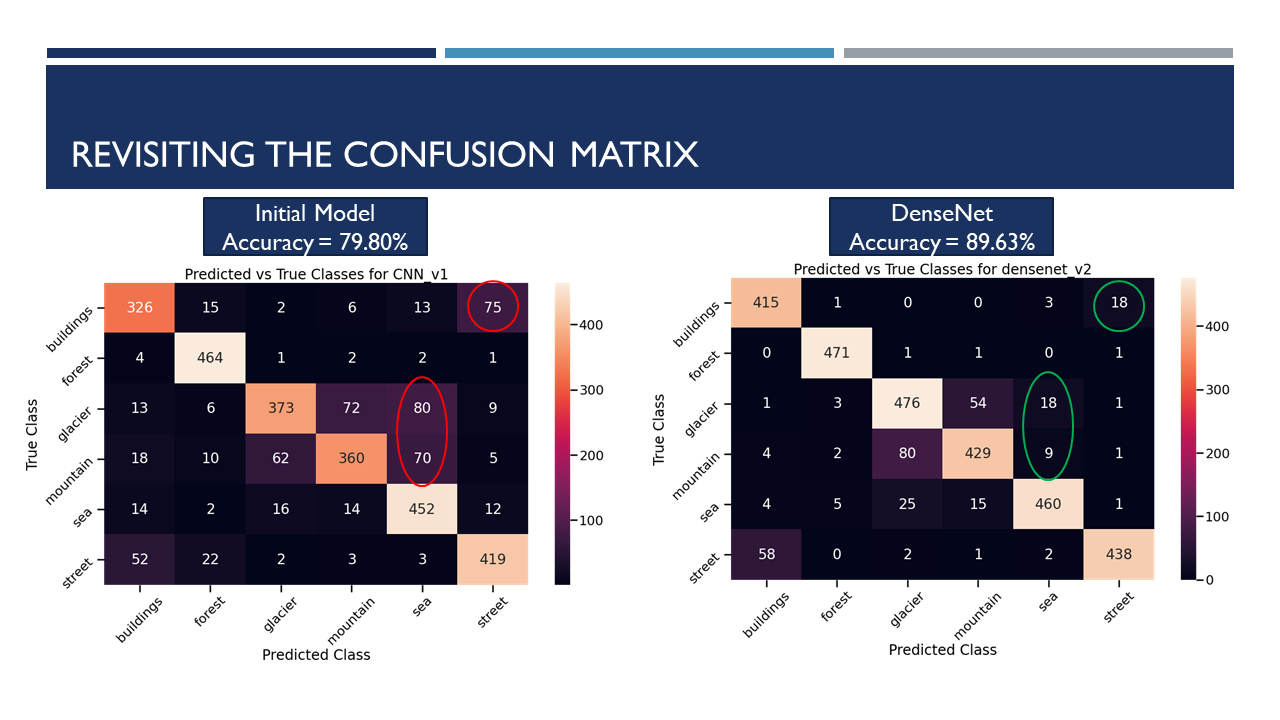 REVISITING THE CONFUSION MATRIX
Initial Model
Accuracy = 79.80%
Predicted vs True Classes for CNN_v1
True Class
buildings 326 15 2 6 13 75
forest 4 464 1 2 2 1
glacier 13 6 373 72 80 9
mountain 18 10 62 360 70 5
sea 14 2 16 14 452 12
street 52 22 2 3 3 419
buildings forest glacier mountain sea street
Predicted Class
400
300
200
100
DenseNet
Accuracy = 89.63%
Predicted vs True Classes for densenet_v2
True Class
buildings 415 1 0 0 3 18
forest 0 471 1 1 0 1
glacier 1 3 476 54 18 1
mountain 4 2 80 429 9 1
sea 4 5 25 15 460 1
street 58 0 2 1 2 438
buildings forest glacier mountain sea street
Predicted Class
400
300
200
100
0